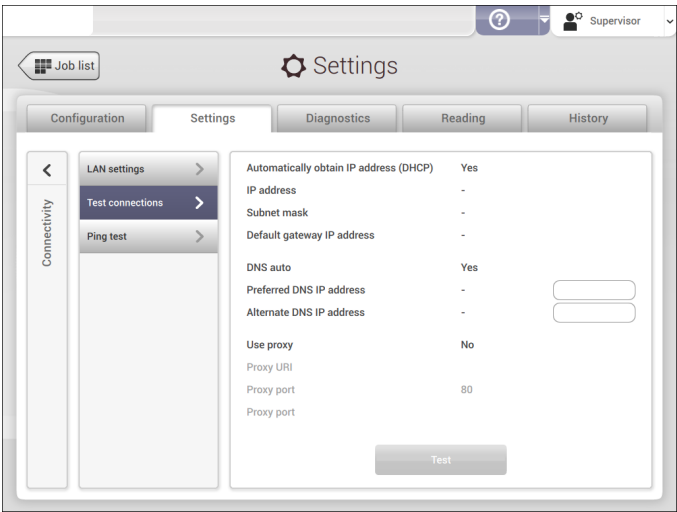 ? Supervisor
Job list
Settings
Configuration Settings Diagnostics Reading History
Connectivity
LAN settings
Test connections
Ping test
Automatically obtain IP address (DHCP) Yes
IP address -
Subnet mask -
Default gateway IP address -
DNS auto Yes
Preferred DNS IP address -
Alternate DNS IP address -
Use proxy No
Proxy URI
Proxy port 80
Proxy port
Test